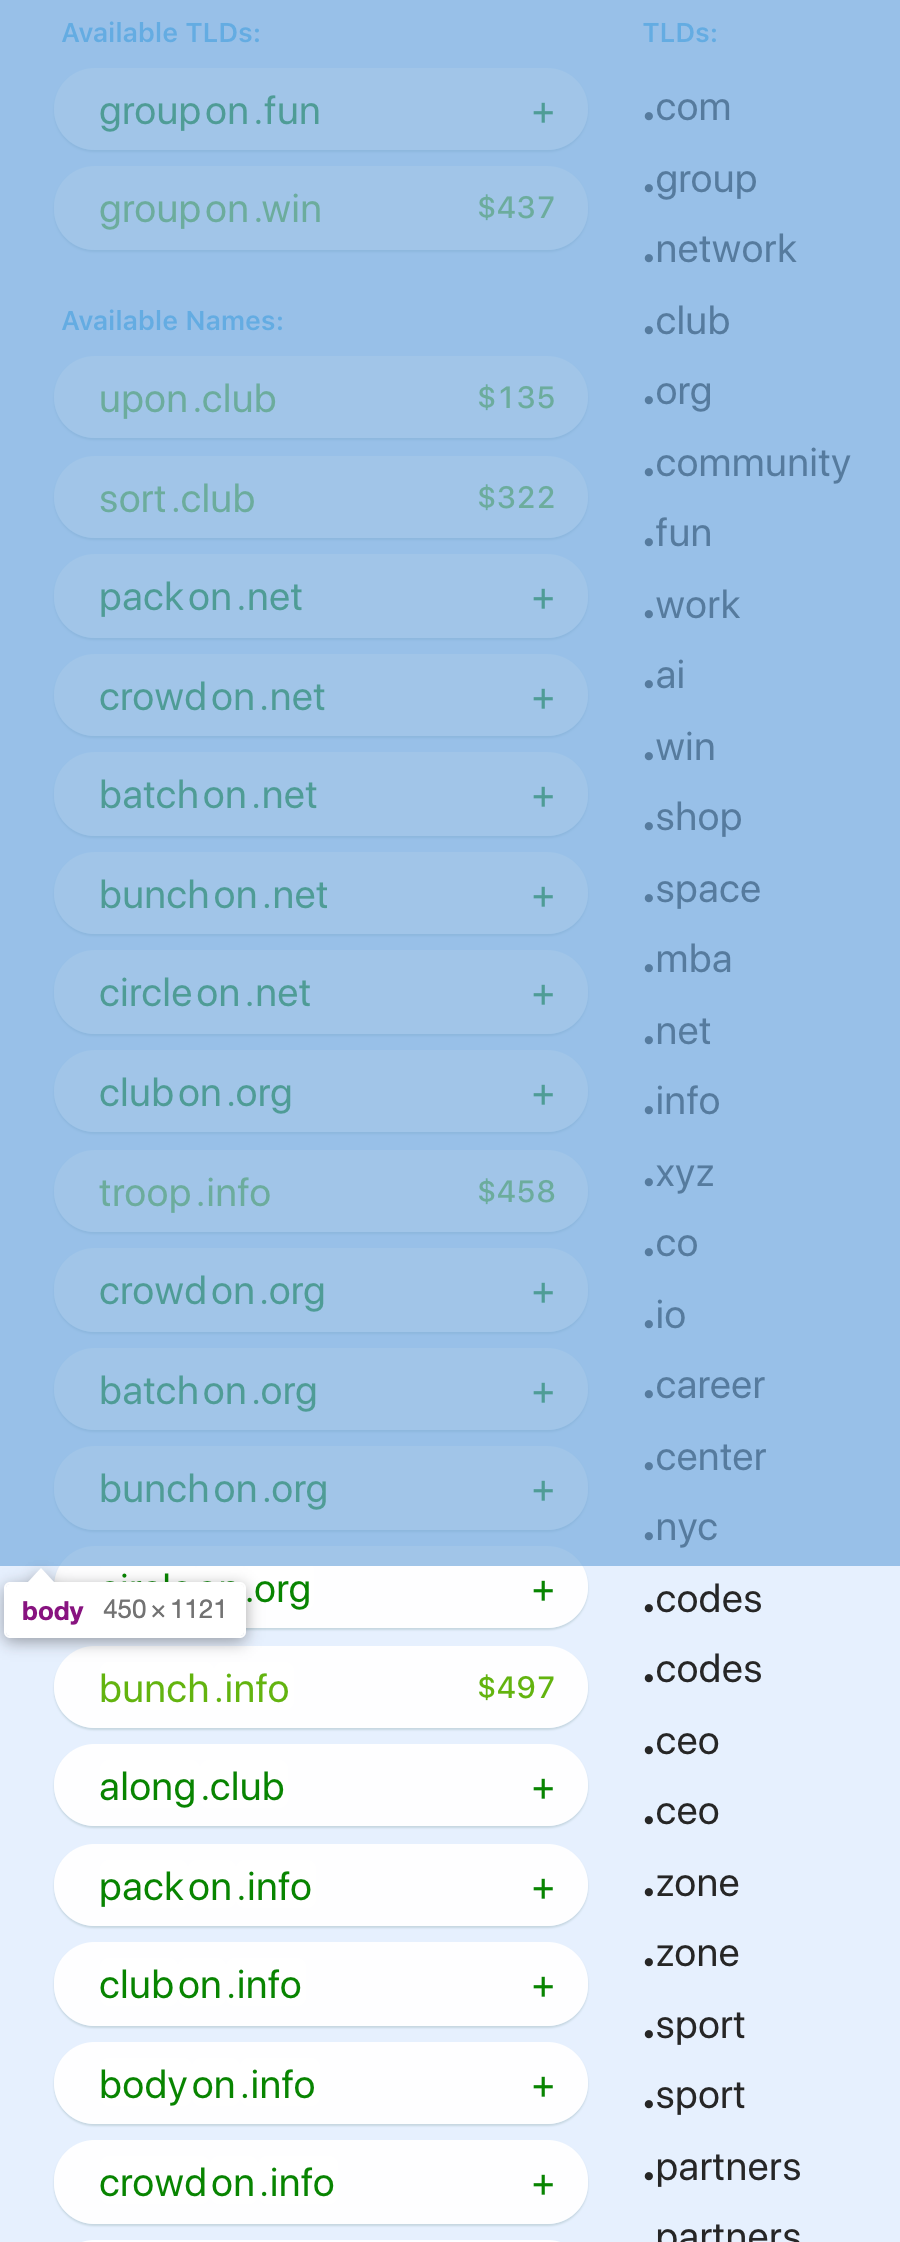 Available TLDs:
groupon.fun +
groupon.win $437
Available Names:
upon.club $135
sort.club $322
packon.net +
crowdon.net +
batchon.net +
bunchon.net +
circleon.net +
clubon.org +
troop.info $458
crowdon.org +
batchon.org +
bunchon.org +
.org +
body 450 × 1121
bunch.info $497
along.club +
packon.info +
clubon.info +
bodyon.info +
crowdon.info +
TLDs:
.com
.group
.network
.club
.org
.community
.fun
.work
.ai
.win
.shop
.space
.mba
.net
.info
.xyz
.co
.io
.career
.center
.nyc
.codes
.codes
.ceo
.ceo
.zone
.zone
.sport
.sport
.partners
.partners